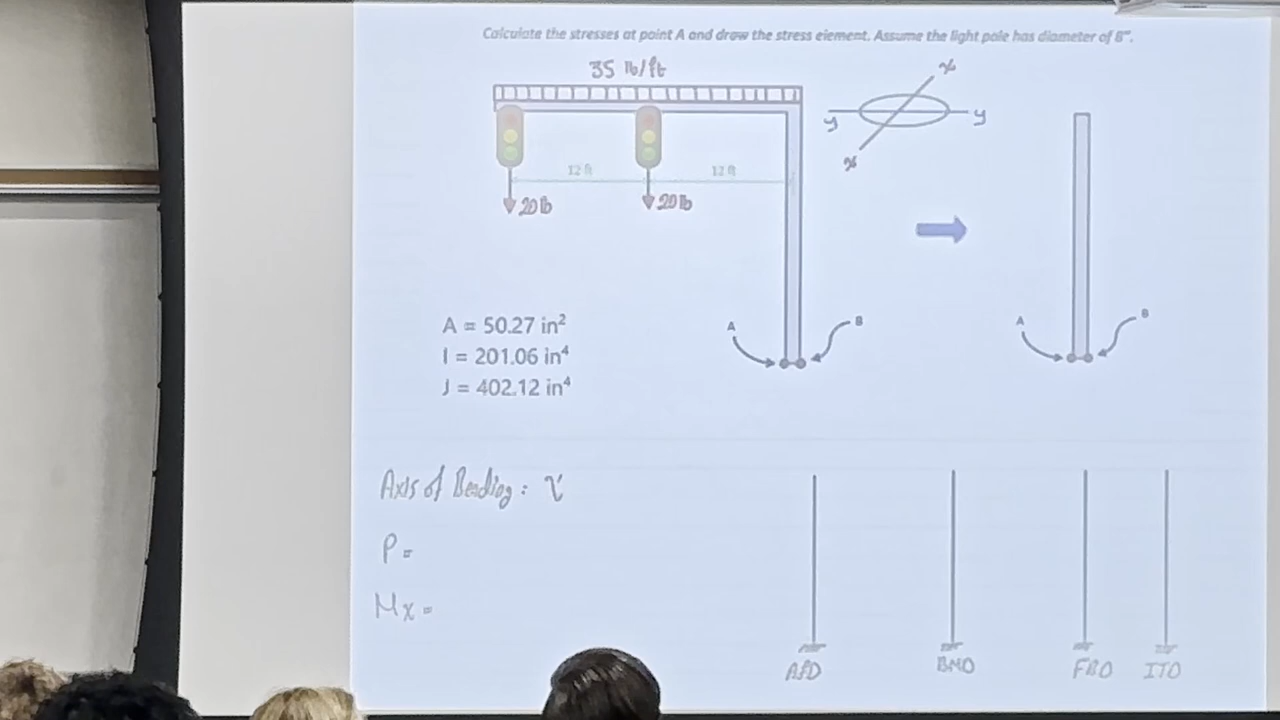 Calculate the stresses at point A and draw the stress element. Assume the light pole has diameter of 8".
35 lb/ft
x
y
y
x
12 ft
12 ft
20 lb
20 lb
A = 50.27 in²
I = 201.06 in⁴
J = 402.12 in⁴
A
B
A
B
Axis of Bending: X
P =
Mx =
AFD
BMD
FBD
ITD